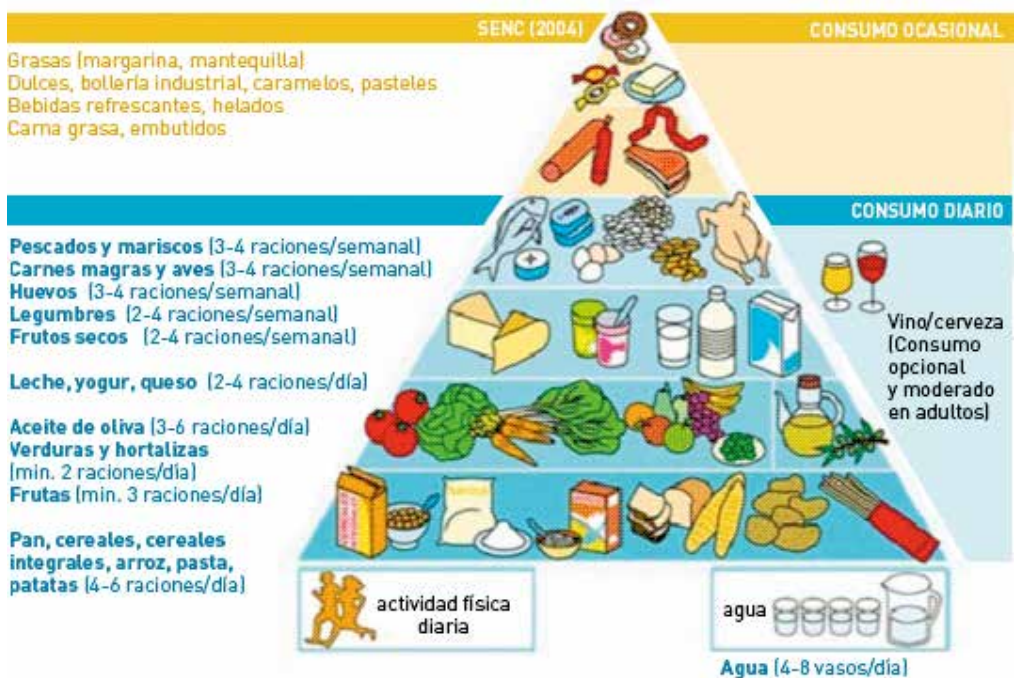 SENC (2004)
CONSUMO OCASIONAL
Grasas (margarina, mantequilla)
Dulces, bollería industrial, caramelos, pasteles
Bebidas refrescantes, helados
Carna grasa, embutidos
CONSUMO DIARIO
Pescados y mariscos (3-4 raciones/semanal)
Carnes magras y aves (3-4 raciones/semanal)
Huevos (3-4 raciones/semanal)
Legumbres (2-4 raciones/semanal)
Frutos secos (2-4 raciones/semanal)
Vino/cerveza
(Consumo
opcional
y moderado
en adultos)
Leche, yogur, queso (2-4 raciones/día)
Aceite de oliva (3-6 raciones/día)
Verduras y hortalizas
(min. 2 raciones/día)
Frutas (min. 3 raciones/día)
Pan, cereales, cereales
integrales, arroz, pasta,
patatas (4-6 raciones/día)
actividad física
diaria
agua
Agua (4-8 vasos/día)